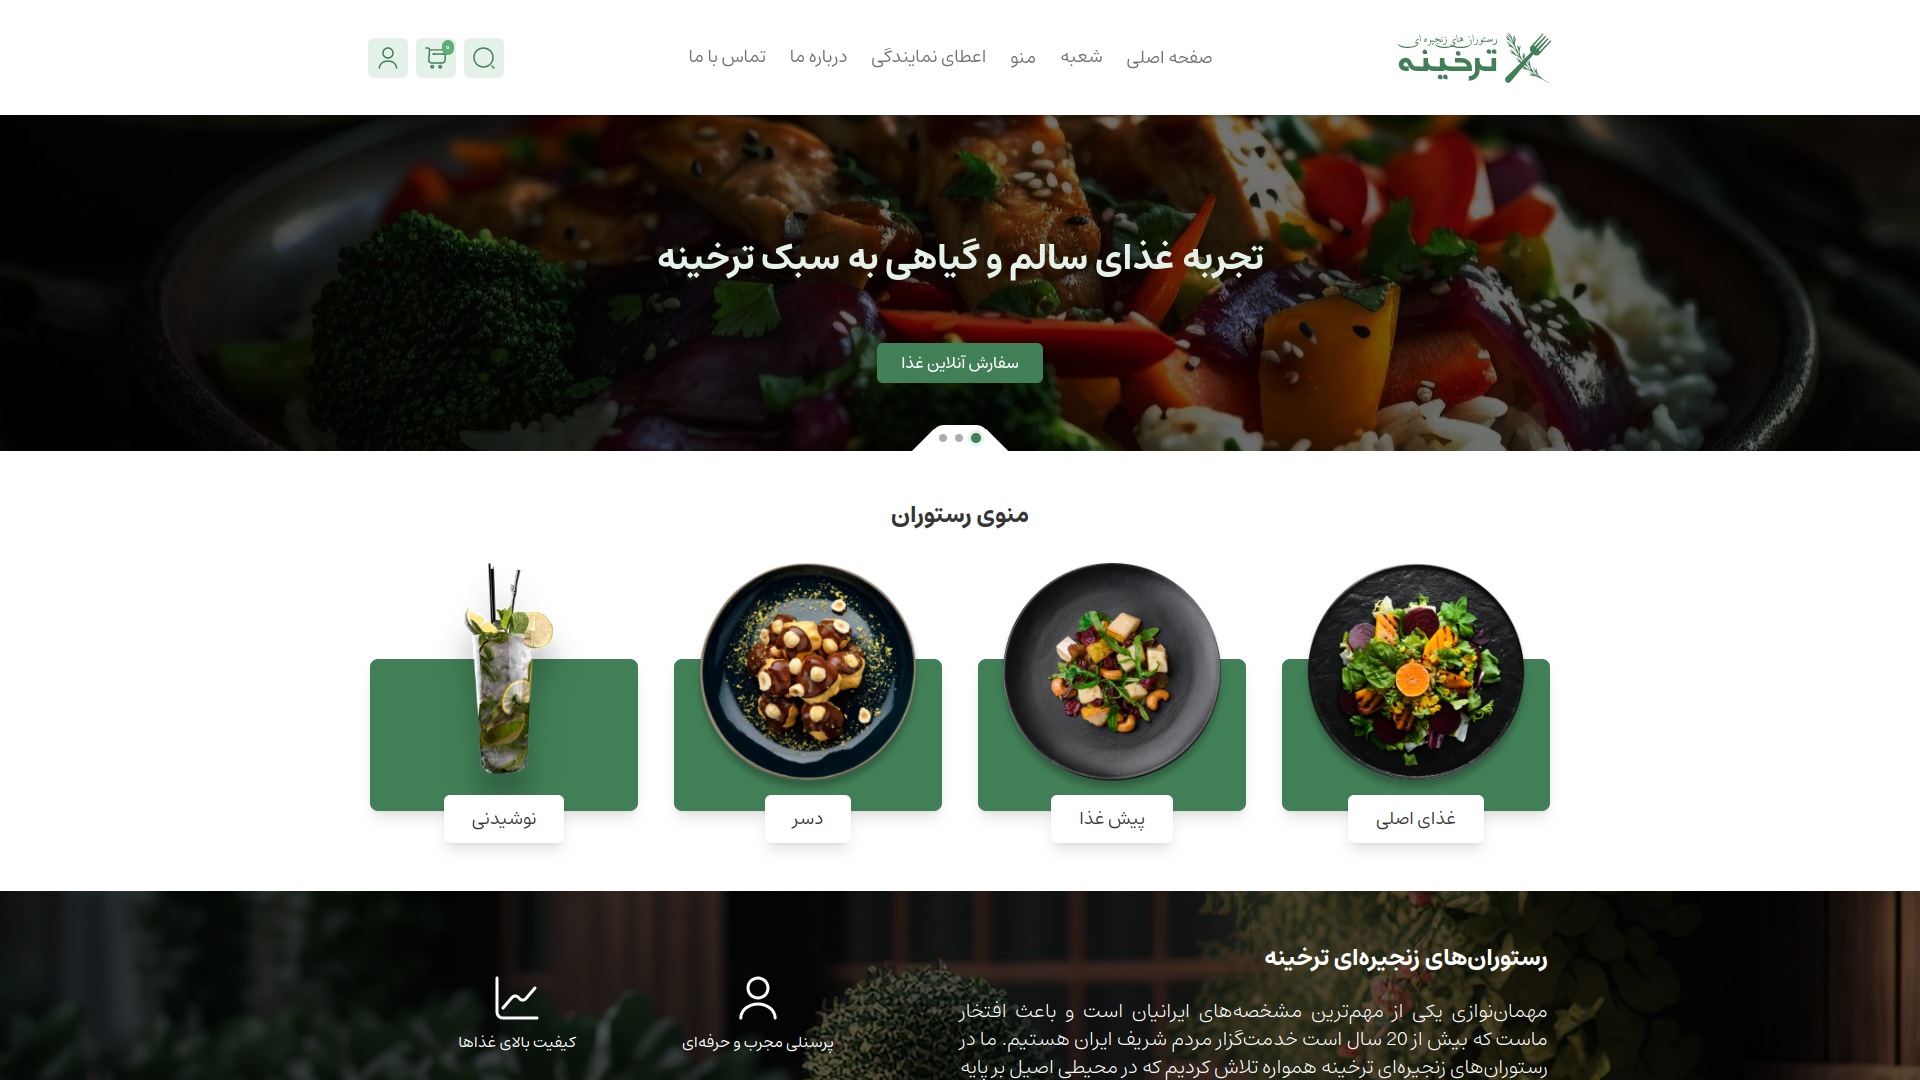 رستوران های زنجیره ای
ترخینه
صفحه اصلی
شعبه
منو
اعطای نمایندگی
درباره ما
تماس با ما
تجربه غذای سالم و گیاهی به سبک ترخینه
سفارش آنلاین غذا
منوی رستوران
غذای اصلی
پیش غذا
دسر
نوشیدنی
رستوران‌های زنجیره‌ای ترخینه
مهمان‌نوازی یکی از مهم‌ترین مشخصه‌های ایرانیان است و باعث افتخار
ماست که بیش از 20 سال است خدمت‌گزار مردم شریف ایران هستیم. ما در
رستوران‌های زنجیره‌ای ترخینه همواره تلاش کردیم که در محیطی اصیل بر پایه
پرسنلی مجرب و حرفه‌ای
کیفیت بالای غذاها